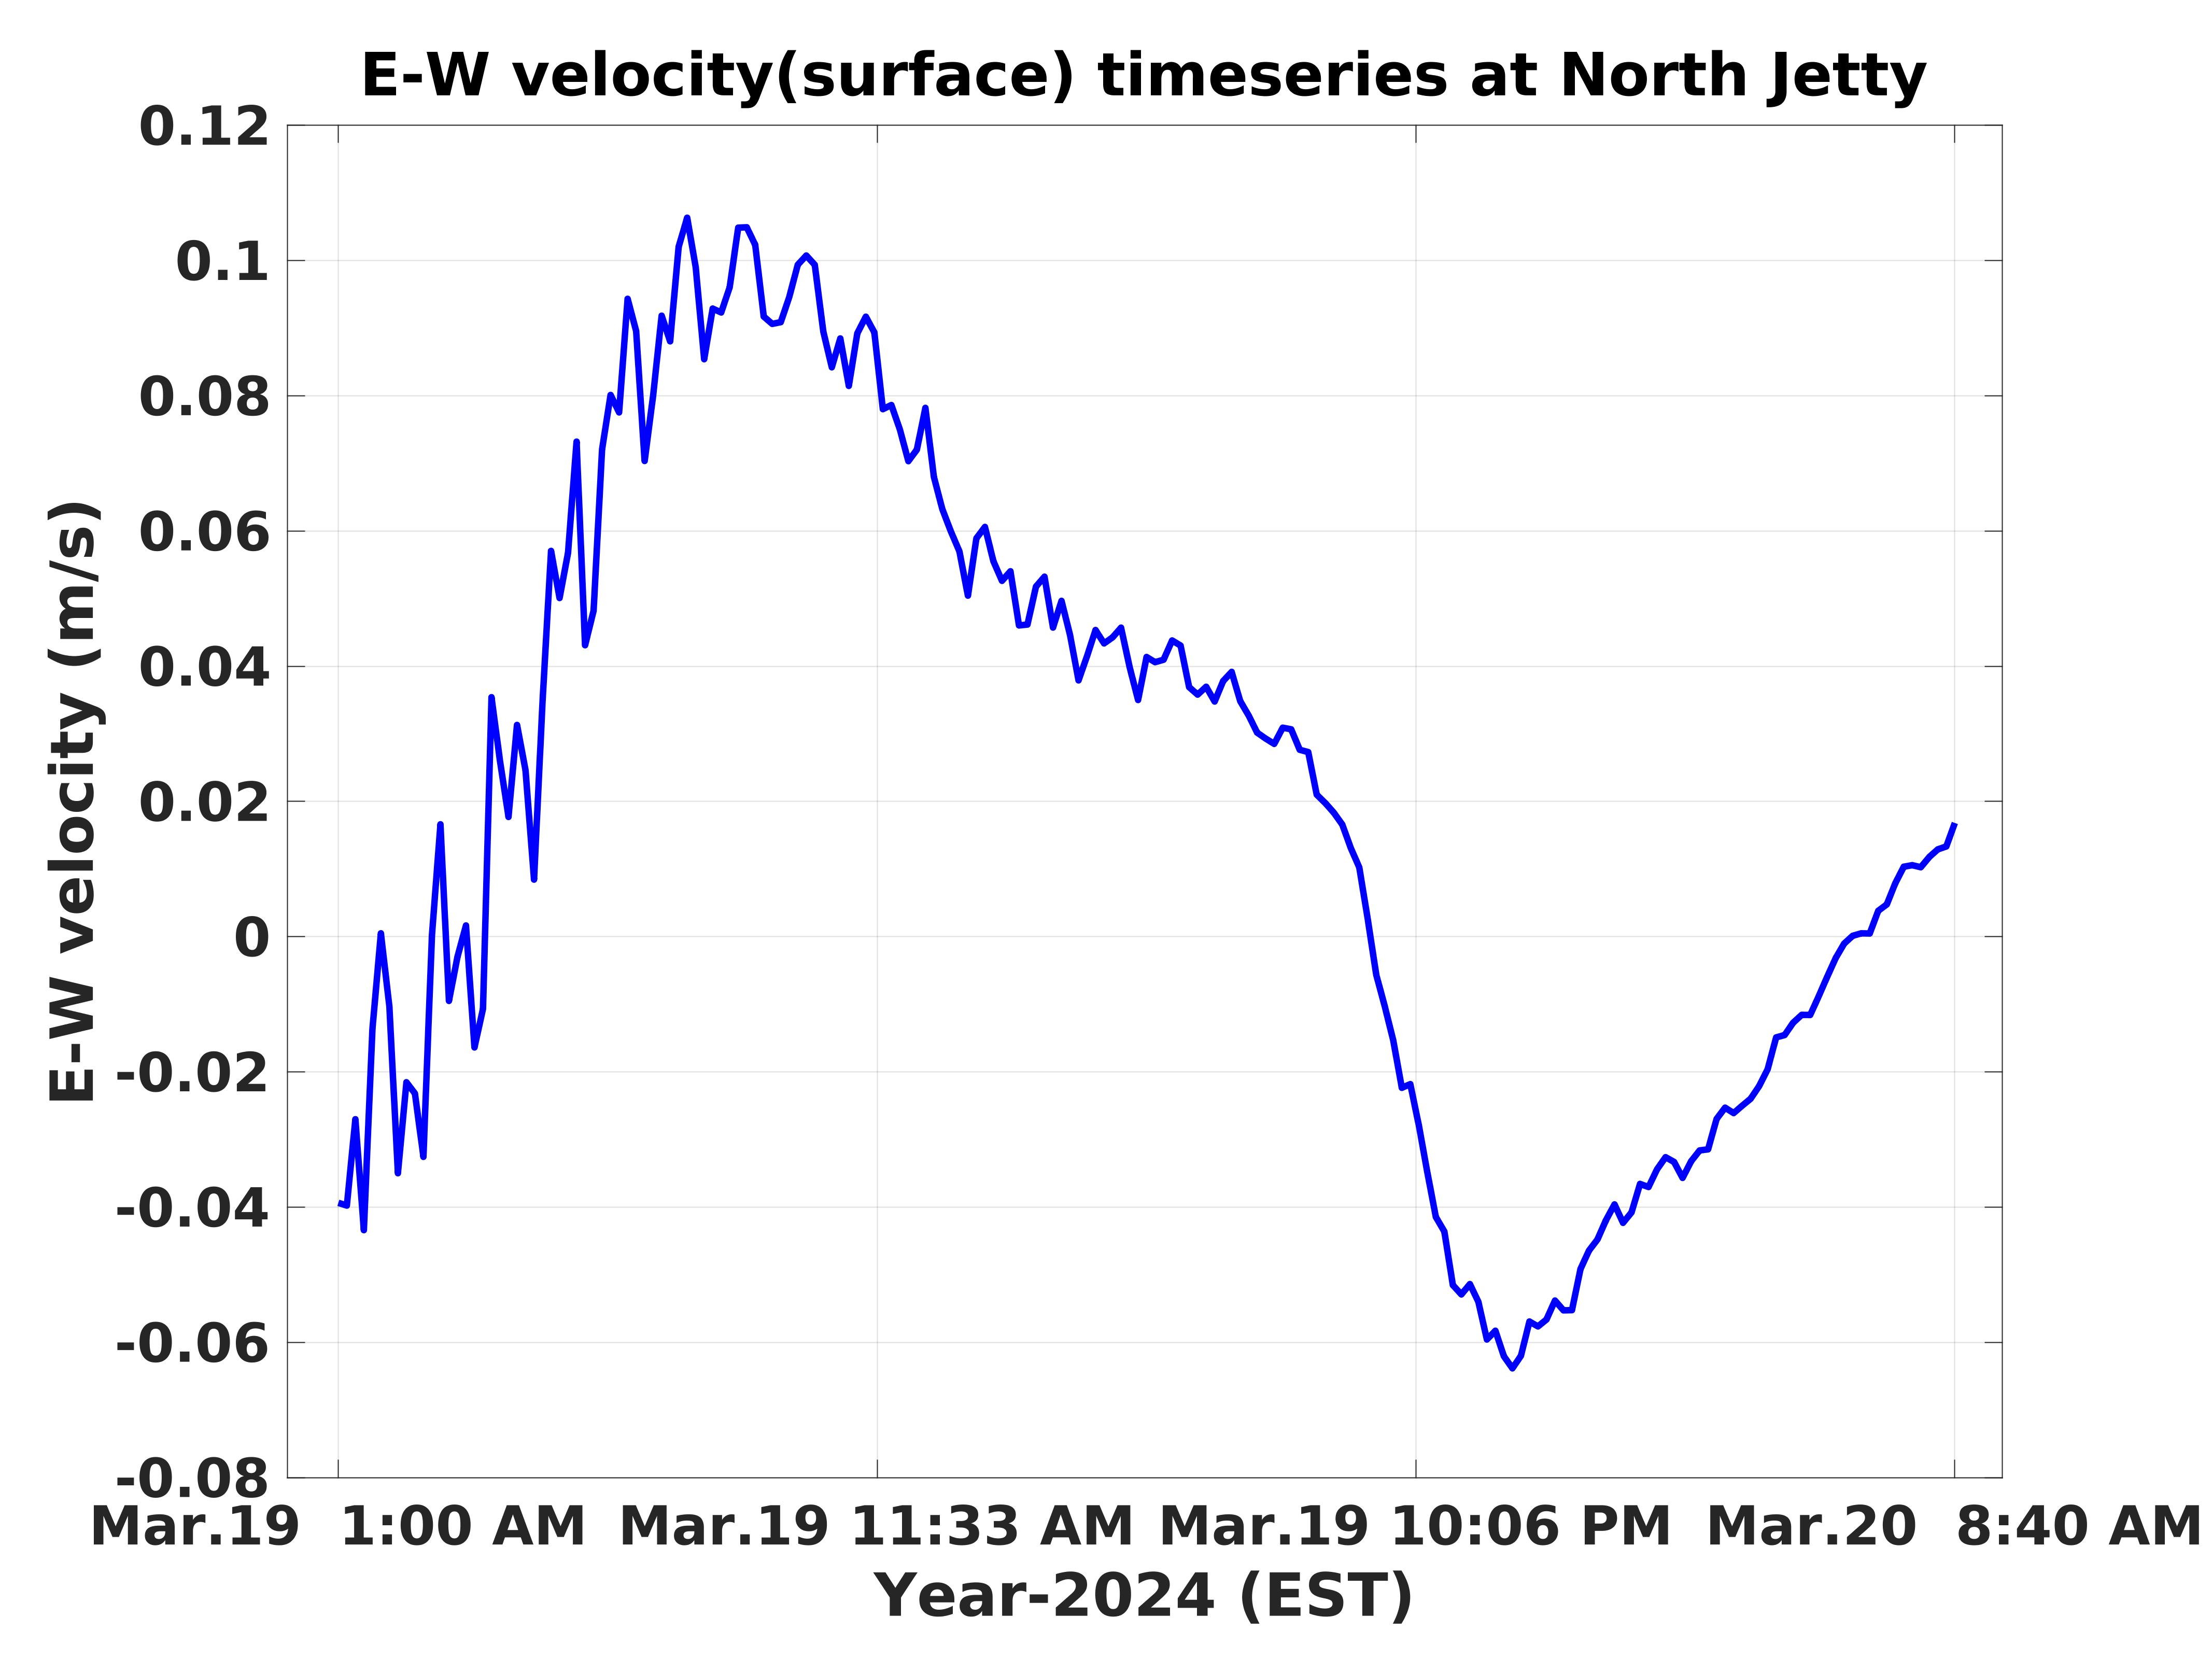 E-W velocity(surface) timeseries at North Jetty
0.12
0.1
0.08
0.06
0.04
0.02
0
-0.02
-0.04
-0.06
-0.08
E-W velocity (m/s)
Mar.19  1:00 AM Mar.19 11:33 AM Mar.19 10:06 PM Mar.20  8:40 AM
Year-2024 (EST)